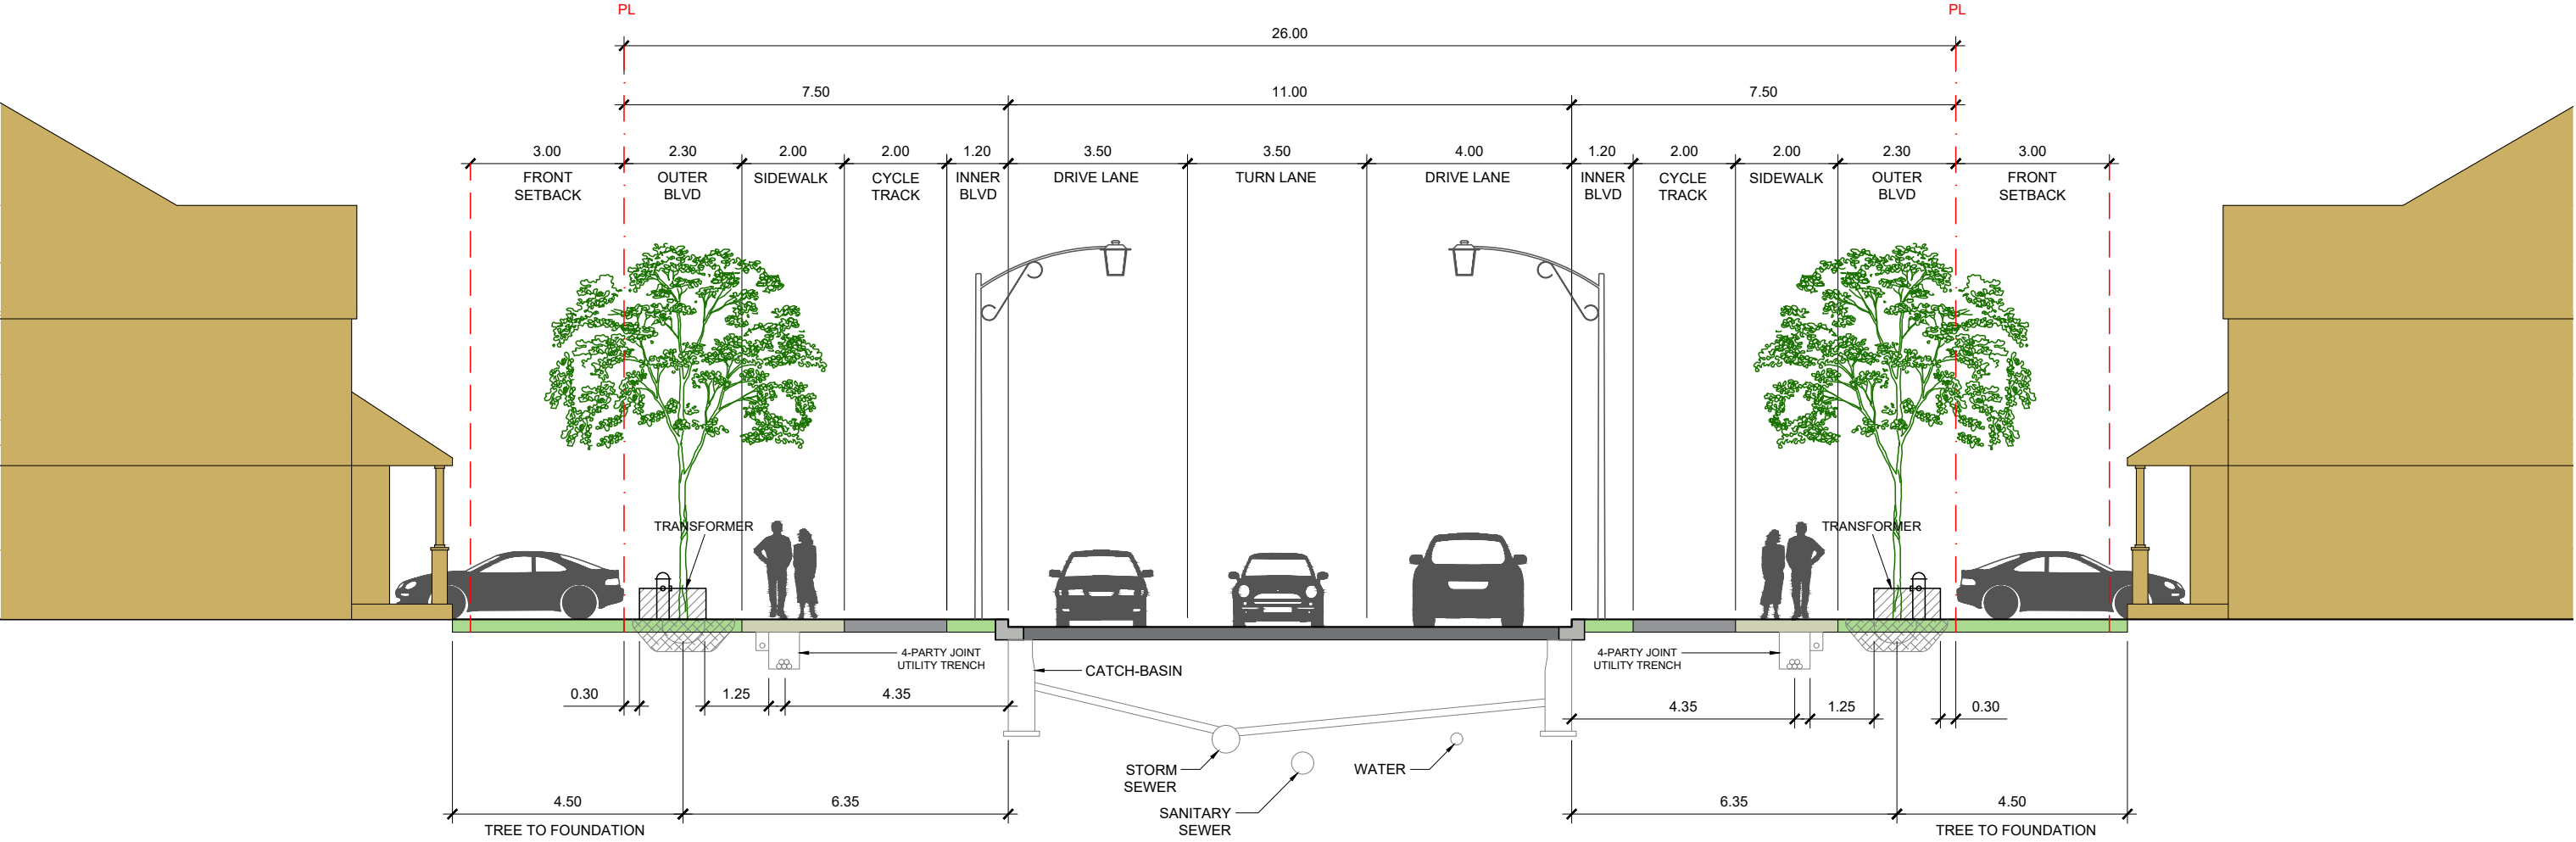 PL
PL
26.00
7.50
11.00
7.50
3.00
2.30
2.00
2.00
1.20
3.50
3.50
4.00
1.20
2.00
2.00
2.30
3.00
FRONT
SETBACK
OUTER
BLVD
SIDEWALK
CYCLE
TRACK
INNER
BLVD
DRIVE LANE
TURN LANE
DRIVE LANE
INNER
BLVD
CYCLE
TRACK
SIDEWALK
OUTER
BLVD
FRONT
SETBACK
TRANSFORMER
TRANSFORMER
4-PARTY JOINT
UTILITY TRENCH
4-PARTY JOINT
UTILITY TRENCH
CATCH-BASIN
0.30
1.25
4.35
4.35
1.25
0.30
STORM
SEWER
WATER
SANITARY
SEWER
4.50
6.35
6.35
4.50
TREE TO FOUNDATION
TREE TO FOUNDATION